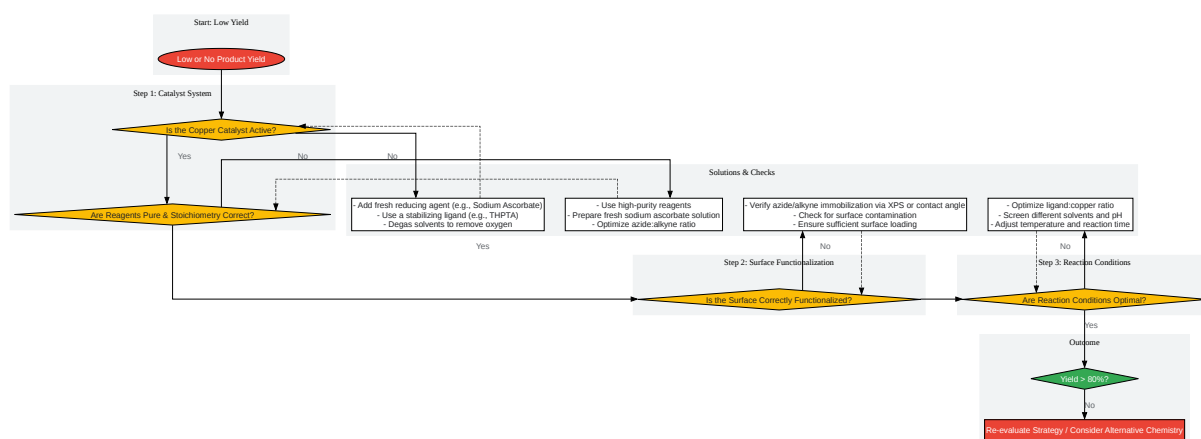 Start: Low Yield
Low or No Product Yield
Step 1: Catalyst System
Is the Copper Catalyst Active?
Yes
No
No
Solutions & Checks
- Add fresh reducing agent (e.g., Sodium Ascorbate)
- Use a stabilizing ligand (e.g., THPTA)
- Degas solvents to remove oxygen
- Use high-purity reagents
- Prepare fresh sodium ascorbate solution
- Optimize azide:alkyne ratio
- Verify azide/alkyne immobilization via XPS or contact angle
- Check for surface contamination
- Ensure sufficient surface loading
- Optimize ligand:copper ratio
- Screen different solvents and pH
- Adjust temperature and reaction time
Are Reagents Pure & Stoichiometry Correct?
Yes
No
No
Step 2: Surface Functionalization
Step 3: Reaction Conditions
Is the Surface Correctly Functionalized?
Are Reaction Conditions Optimal?
Yes
Outcome
Yield > 80%?
No
Re-evaluate Strategy / Consider Alternative Chemistry